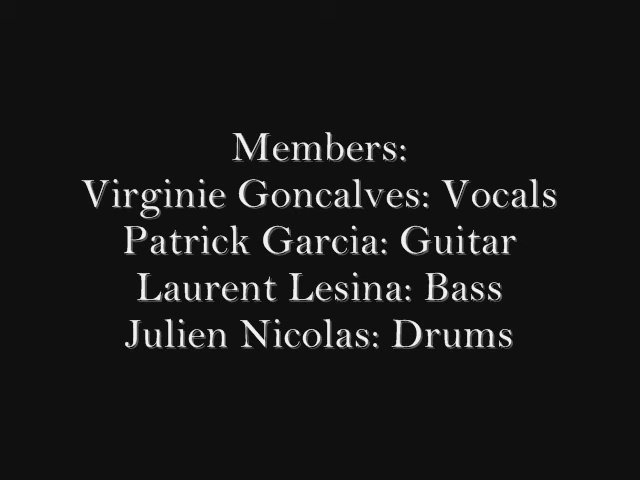 Members:
Virginie Goncalves: Vocals
Patrick Garcia: Guitar
Laurent Lesina: Bass
Julien Nicolas: Drums